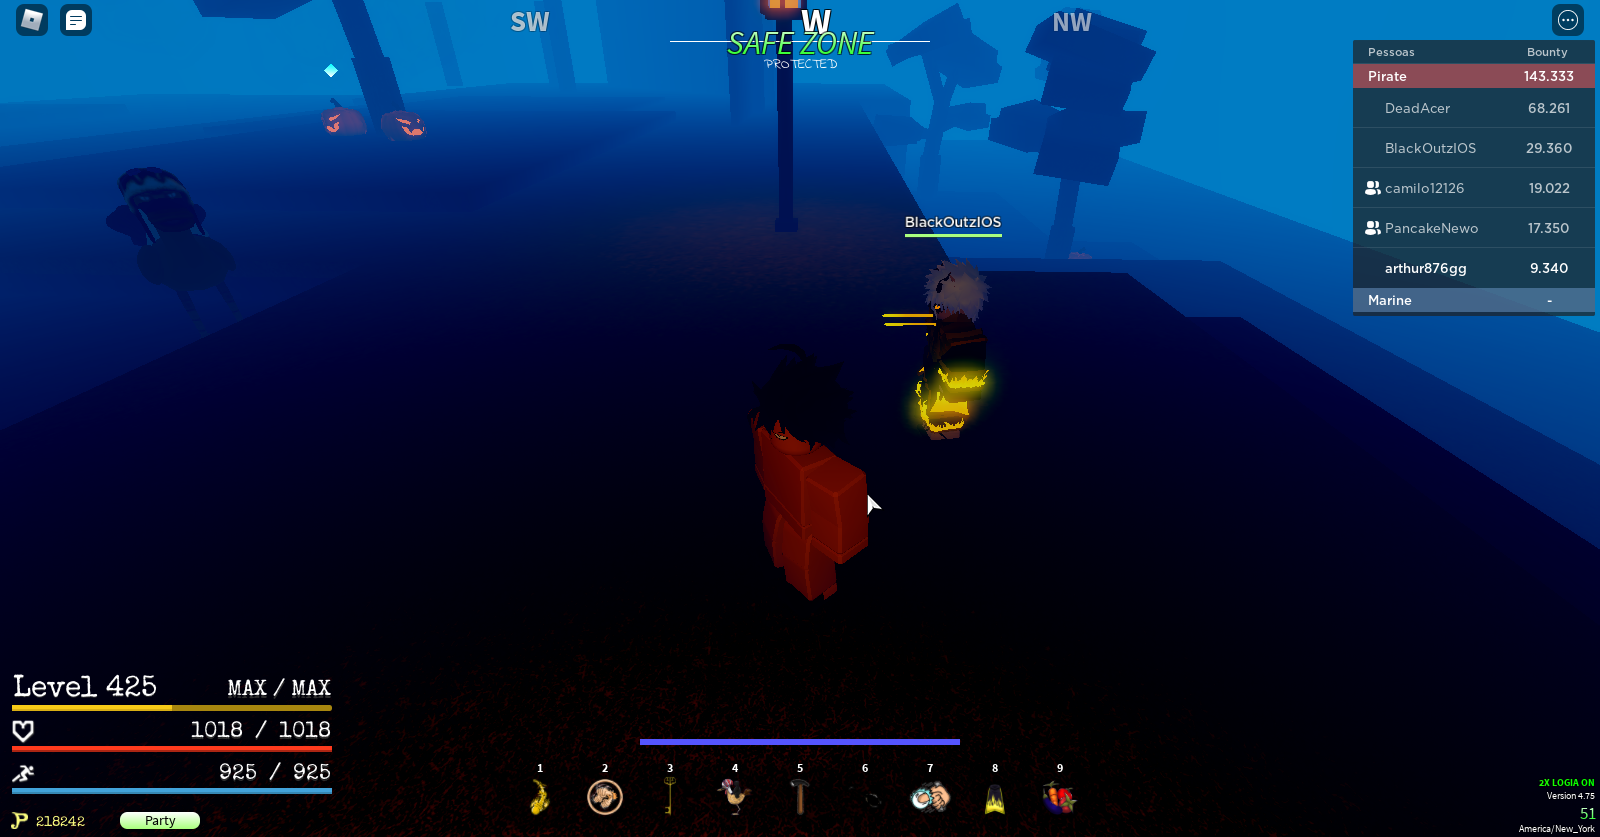 SW
W
NW
SAFE ZONE
PROTECTED
Pessoas Bounty
Pirate 143.333
DeadAcer 68.261
BlackOutzIOS 29.360
camilo12126 19.022
PancakeNewo 17.350
arthur876gg 9.340
Marine -
BlackOutzIOS
Level 425 MAX / MAX
1018 / 1018
925 / 925
218242 Party
1 2 3 4 5 6 7 8 9
2X LOGIA ON
Version 4.75
51
America/New_York